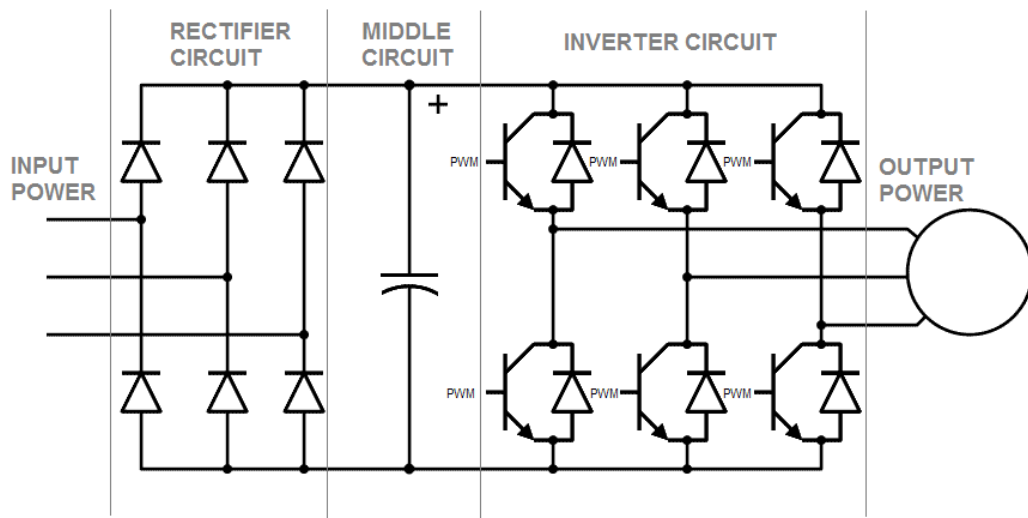 RECTIFIER
CIRCUIT
MIDDLE
CIRCUIT
INVERTER CIRCUIT
+
INPUT
POWER
PWM
PWM
PWM
OUTPUT
POWER
PWM
PWM
PWM